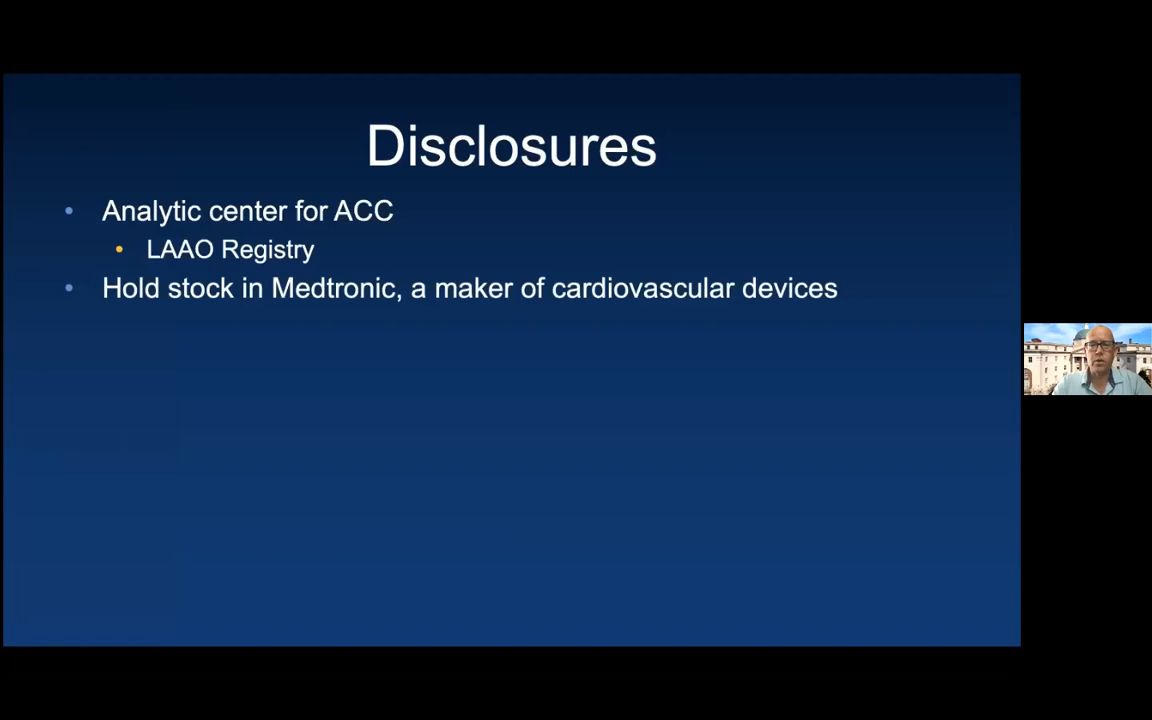 Disclosures
• Analytic center for ACC
• LAAO Registry
• Hold stock in Medtronic, a maker of cardiovascular devices